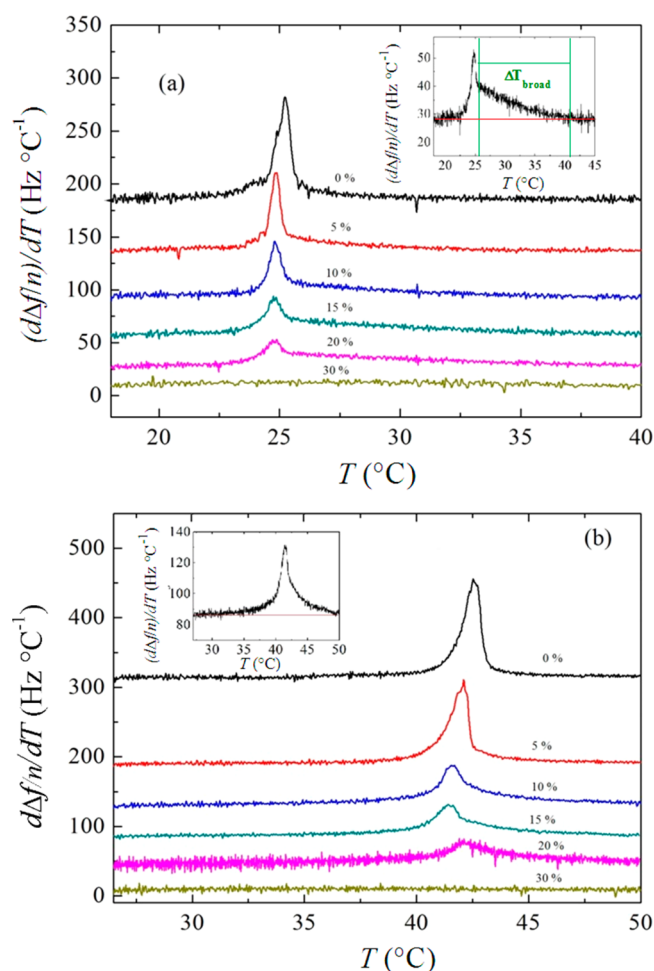 350
300
250
200
150
100
50
0
(dΔf/n)/dT (Hz °C⁻¹)
(a)
50
40
30
20
(dΔf/n)/dT (Hz °C⁻¹)
ΔT broad
20 25 30 35 40 45
T (°C)
0 %
5 %
10 %
15 %
20 %
30 %
20 25 30 35 40
T (°C)
500
400
300
200
100
0
dΔf/n/dT (Hz °C⁻¹)
(b)
140
120
100
80
(dΔf/n)/dT (Hz °C⁻¹)
30 35 40 45 50
T (°C)
0 %
5 %
10 %
15 %
20 %
30 %
30 35 40 45 50
T (°C)